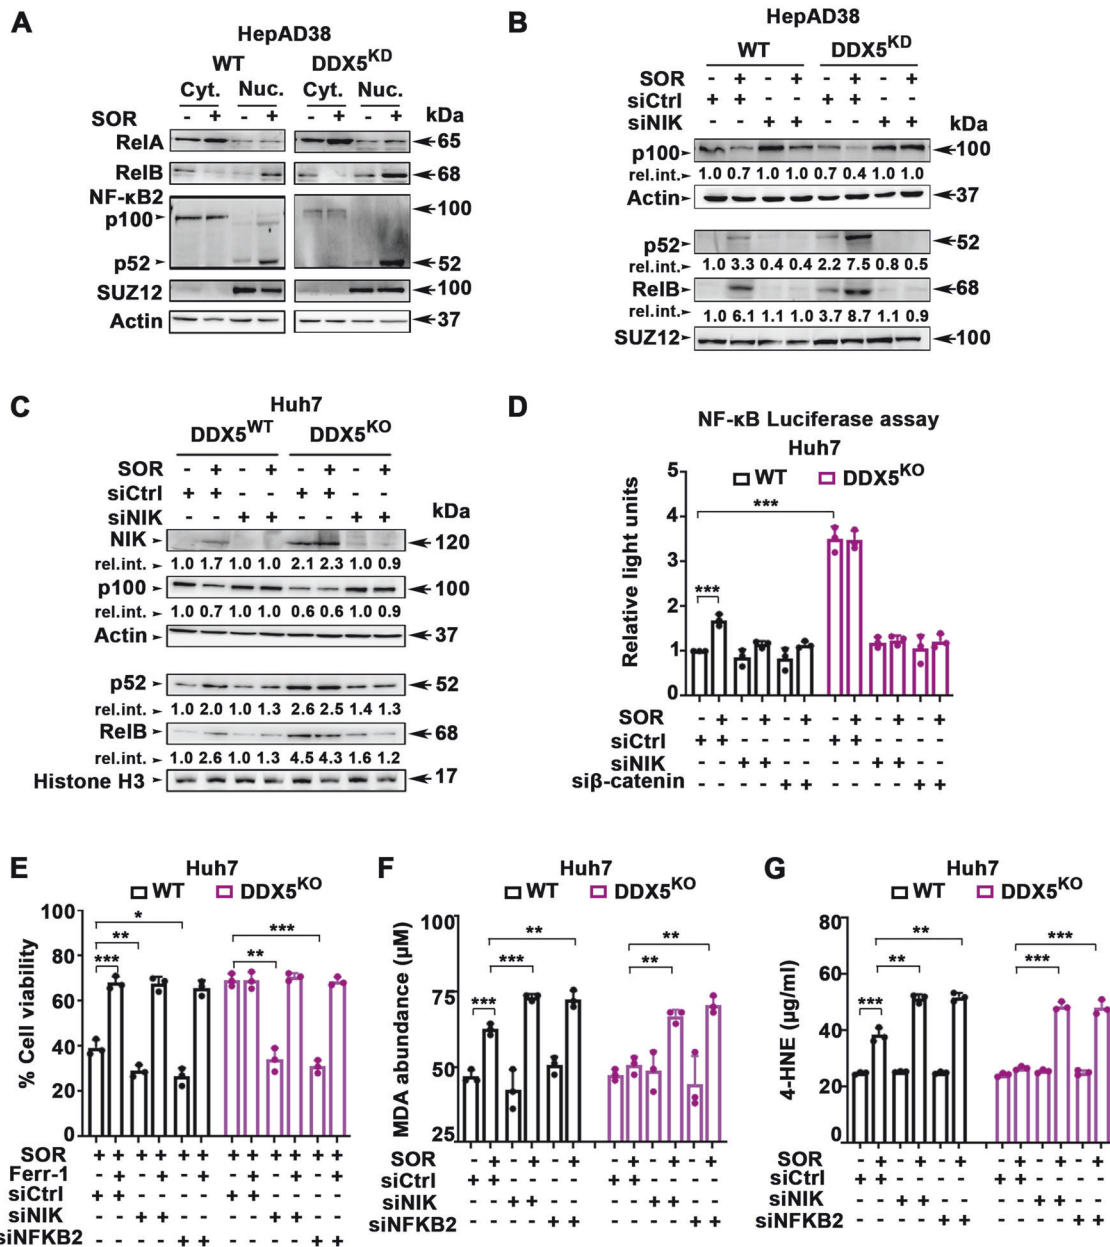 A
HepAD38
WT DDX5KD
Cyt. Nuc. Cyt. Nuc.
SOR - + - + - + - + kDa
RelA 65
RelB 68
NF-κB2
p100 100
p52 52
SUZ12 100
Actin 37
B
HepAD38
WT DDX5KD
SOR - + - + - + - +
siCtrl + + - - + + - -
siNIK - - + + - - + + kDa
p100 100
rel.int. 1.0 0.7 1.0 1.0 0.7 0.4 1.0 1.0
Actin 37
p52 52
rel.int. 1.0 3.3 0.4 0.4 2.2 7.5 0.8 0.5
RelB 68
rel.int. 1.0 6.1 1.1 1.0 3.7 8.7 1.1 0.9
SUZ12 100
C
Huh7
DDX5WT DDX5KO
SOR - + - + - + - +
siCtrl + + - - + + - -
siNIK - - + + - - + + kDa
NIK 120
rel.int. 1.0 1.7 1.0 1.0 2.1 2.3 1.0 0.9
p100 100
rel.int. 1.0 0.7 1.0 1.0 0.6 0.6 1.0 0.9
Actin 37
p52 52
rel.int. 1.0 2.0 1.0 1.3 2.6 2.5 1.4 1.3
RelB 68
rel.int. 1.0 2.6 1.0 1.3 4.5 4.3 1.6 1.2
Histone H3 17
D
NF-κB Luciferase assay
Huh7
WT DDX5KO
Relative light units
5
4
3
2
1
0
***
***
SOR - + - + - + - + - + - +
siCtrl + + - - - - + + - - - -
siNIK - - + + - - - - + + - -
siβ-catenin - - - - + + - - - - + +
E
Huh7
WT DDX5KO
% Cell viability
100
80
60
40
20
0
*
**
***
***
**
SOR + + + + + + + + + + + +
Ferr-1 - + - + - + - + - + - +
siCtrl + + - - - - + + - - - -
siNIK - - + + - - - - + + - -
siNFKB2 - - - - + + - - - - + +
F
Huh7
WT DDX5KO
MDA abundance (μM)
100
75
50
25
**
***
***
**
**
SOR - + - + - + - + - + - +
siCtrl + + - - - - + + - - - -
siNIK - - + + - - - - + + - -
siNFKB2 - - - - + + - - - - + +
G
Huh7
WT DDX5KO
4-HNE (μg/ml)
80
60
40
20
0
**
**
***
***
***
SOR - + - + - + - + - + - +
siCtrl + + - - - - + + - - - -
siNIK - - + + - - - - + + - -
siNFKB2 - - - - + + - - - - + +